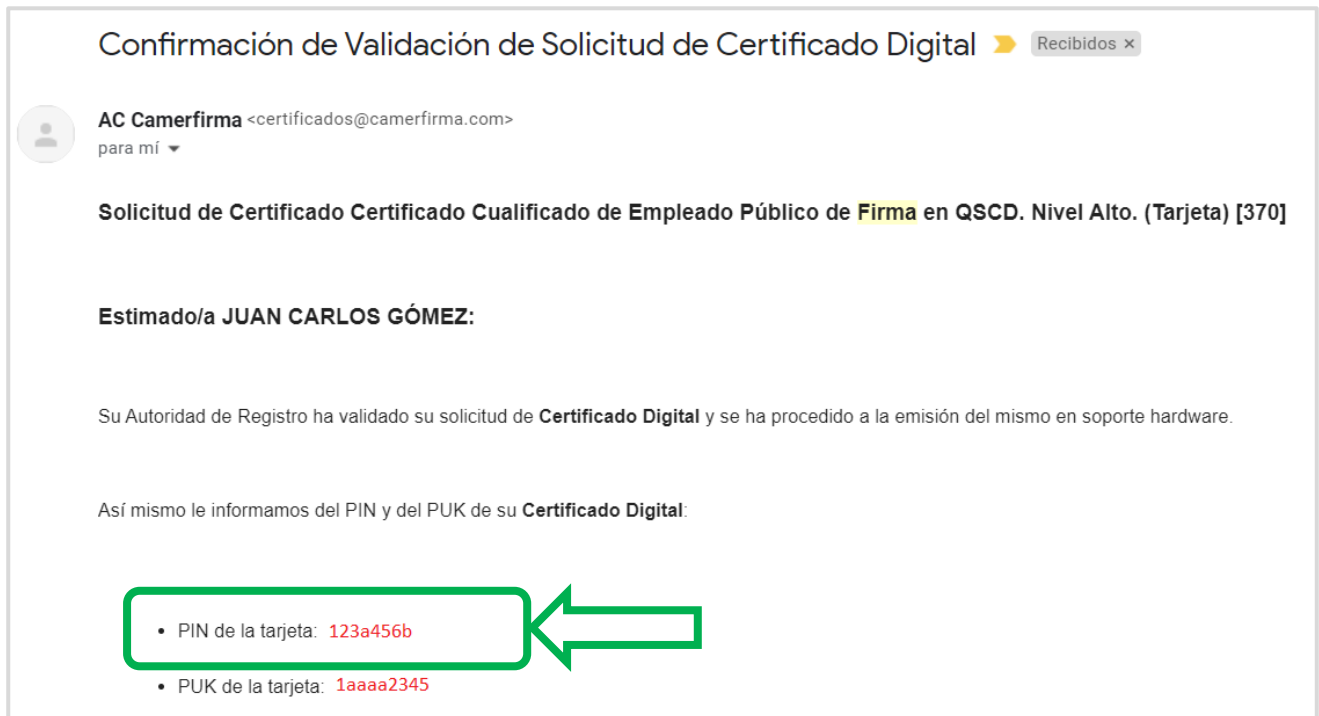 Confirmación de Validación de Solicitud de Certificado Digital Recibidos ×
AC Camerfirma <certificados@camerfirma.com>
para mí
Solicitud de Certificado Certificado Cualificado de Empleado Público de Firma en QSCD. Nivel Alto. (Tarjeta) [370]
Estimado/a JUAN CARLOS GÓMEZ:
Su Autoridad de Registro ha validado su solicitud de Certificado Digital y se ha procedido a la emisión del mismo en soporte hardware.
Así mismo le informamos del PIN y del PUK de su Certificado Digital:
• PIN de la tarjeta: 123a456b
• PUK de la tarjeta: 1aaaa2345